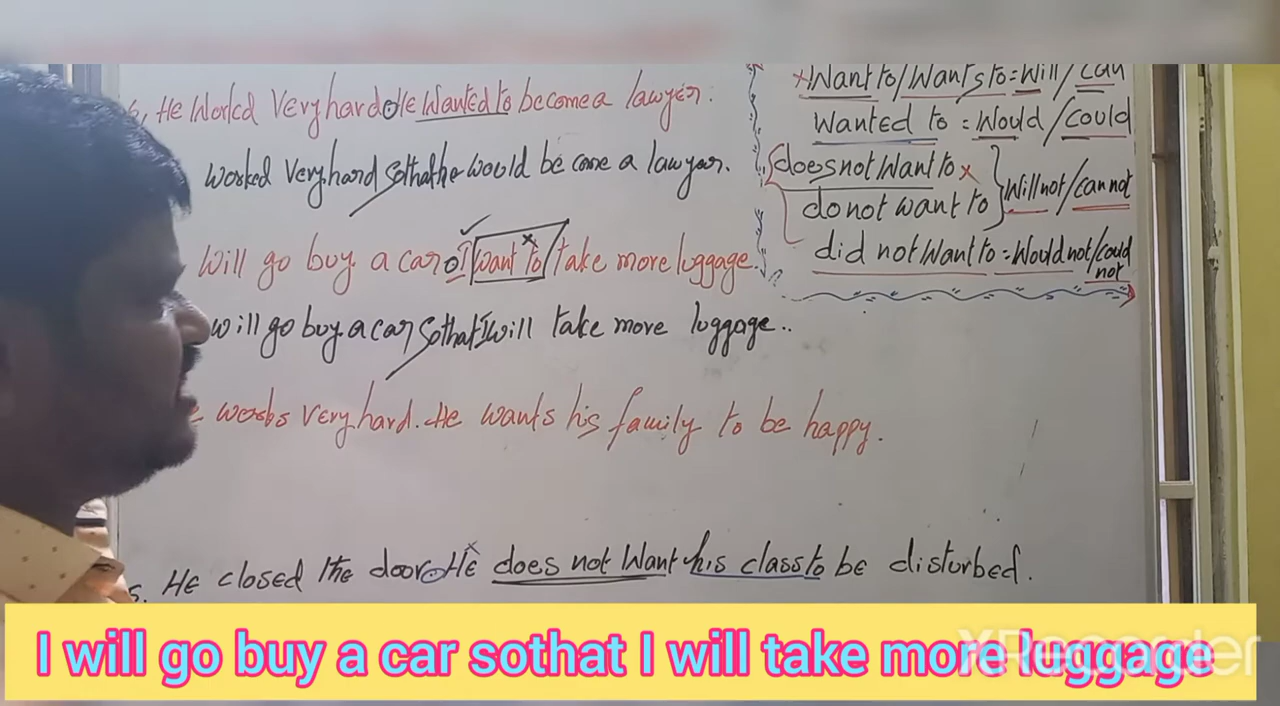 6, He Worked Very hard He Wanted to become a lawyer.
worked Very hard So that he would be come a lawyer.
Will go buy a car I want to take more luggage.
will go buy a car So that I will take more luggage..
works Very hard. He wants his family to be happy.
5. He closed the door He does not Want his class to be disturbed.
Want to / Wants to = Will / Can
Wanted to = Would / Could
does not Want to
do not want to
Will not / Can not
did not Want to = Would not / Could
not
I will go buy a car sothat I will take more luggage
XRecorder